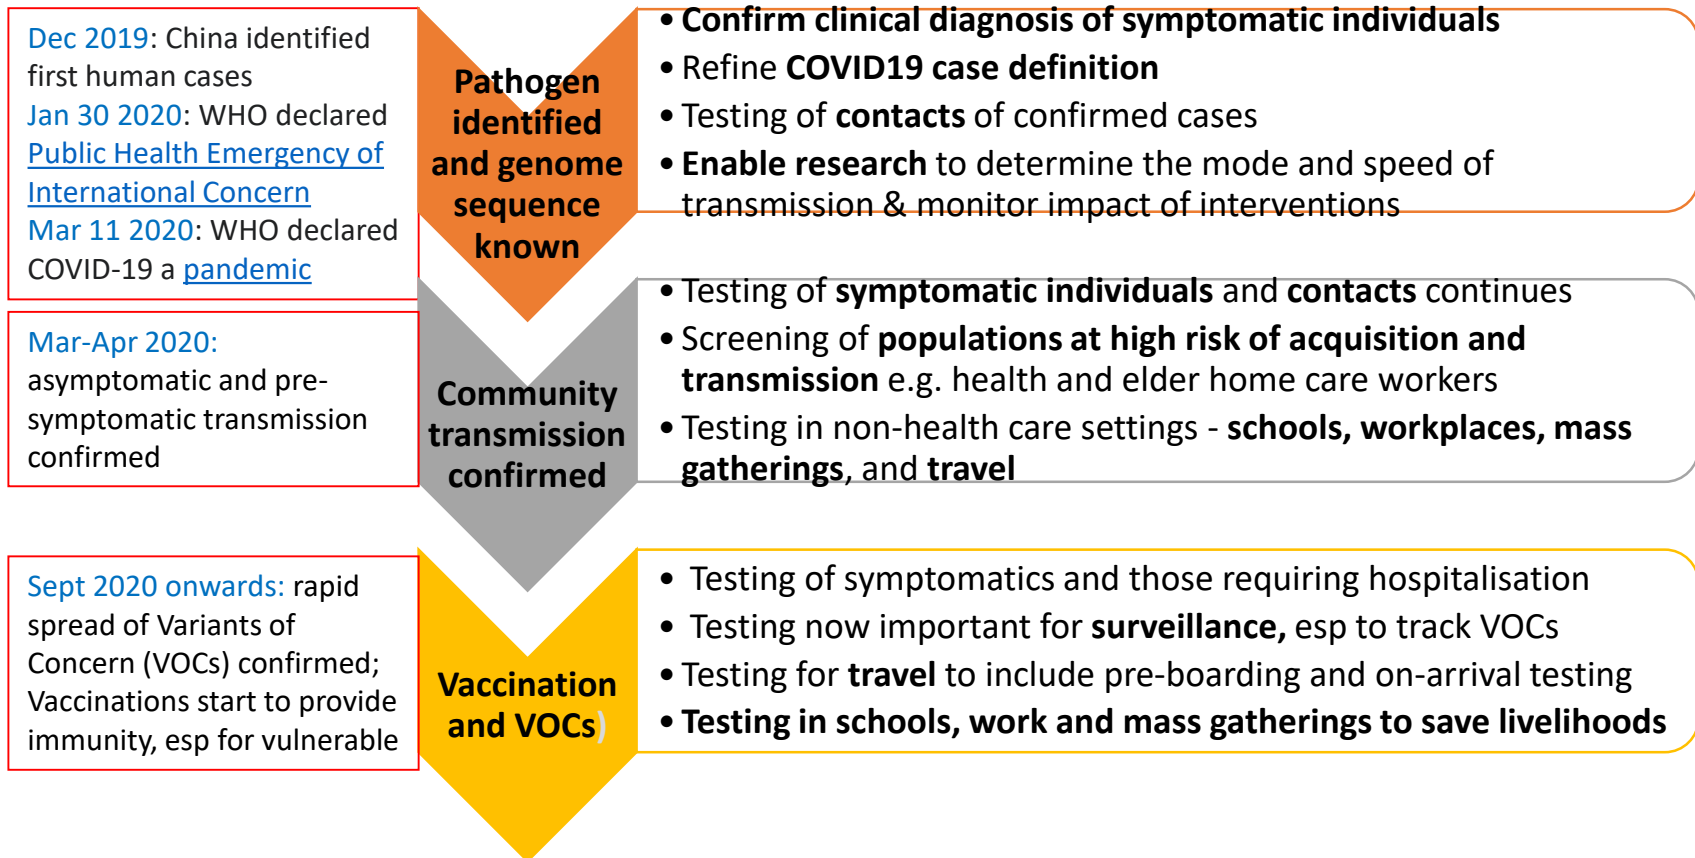 Dec 2019: China identified
first human cases
Jan 30 2020: WHO declared
Public Health Emergency of
International Concern
Mar 11 2020: WHO declared
COVID-19 a pandemic
Pathogen
identified
and genome
sequence
known
• Confirm clinical diagnosis of symptomatic individuals
• Refine COVID19 case definition
• Testing of contacts of confirmed cases
• Enable research to determine the mode and speed of
transmission & monitor impact of interventions
Mar-Apr 2020:
asymptomatic and pre-
symptomatic transmission
confirmed
Community
transmission
confirmed
• Testing of symptomatic individuals and contacts continues
• Screening of populations at high risk of acquisition and
transmission e.g. health and elder home care workers
• Testing in non-health care settings - schools, workplaces, mass
gatherings, and travel
Sept 2020 onwards: rapid
spread of Variants of
Concern (VOCs) confirmed;
Vaccinations start to provide
immunity, esp for vulnerable
Vaccination
and VOCs)
• Testing of symptomatics and those requiring hospitalisation
• Testing now important for surveillance, esp to track VOCs
• Testing for travel to include pre-boarding and on-arrival testing
• Testing in schools, work and mass gatherings to save livelihoods